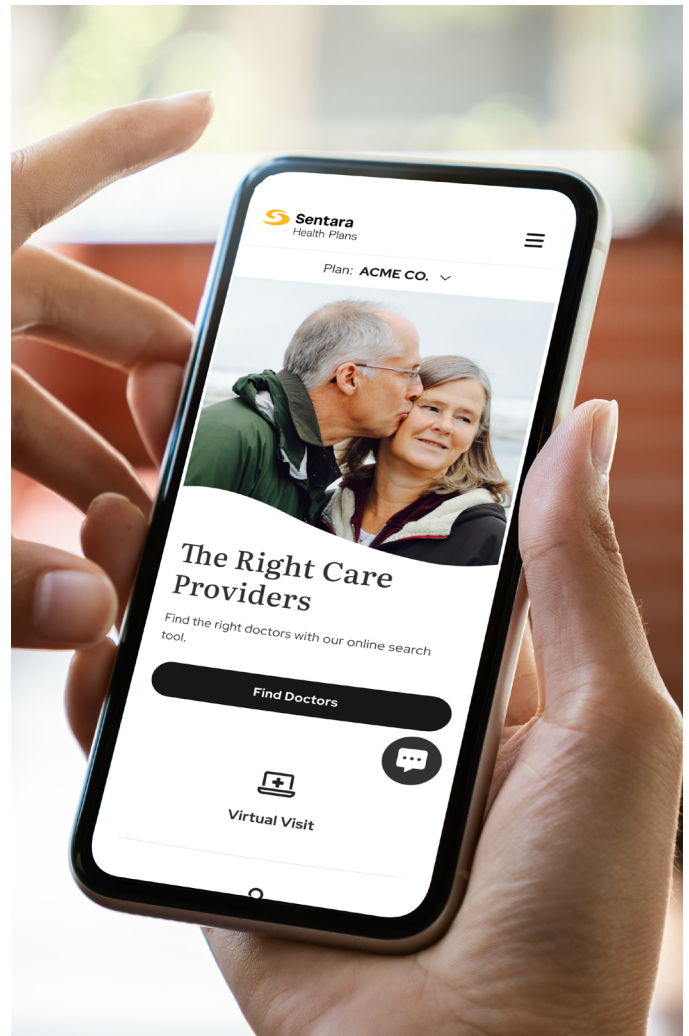 Sentara
Health Plans
Plan: ACME CO.
The Right Care
Providers
Find the right doctors with our online search
tool.
Find Doctors
Virtual Visit